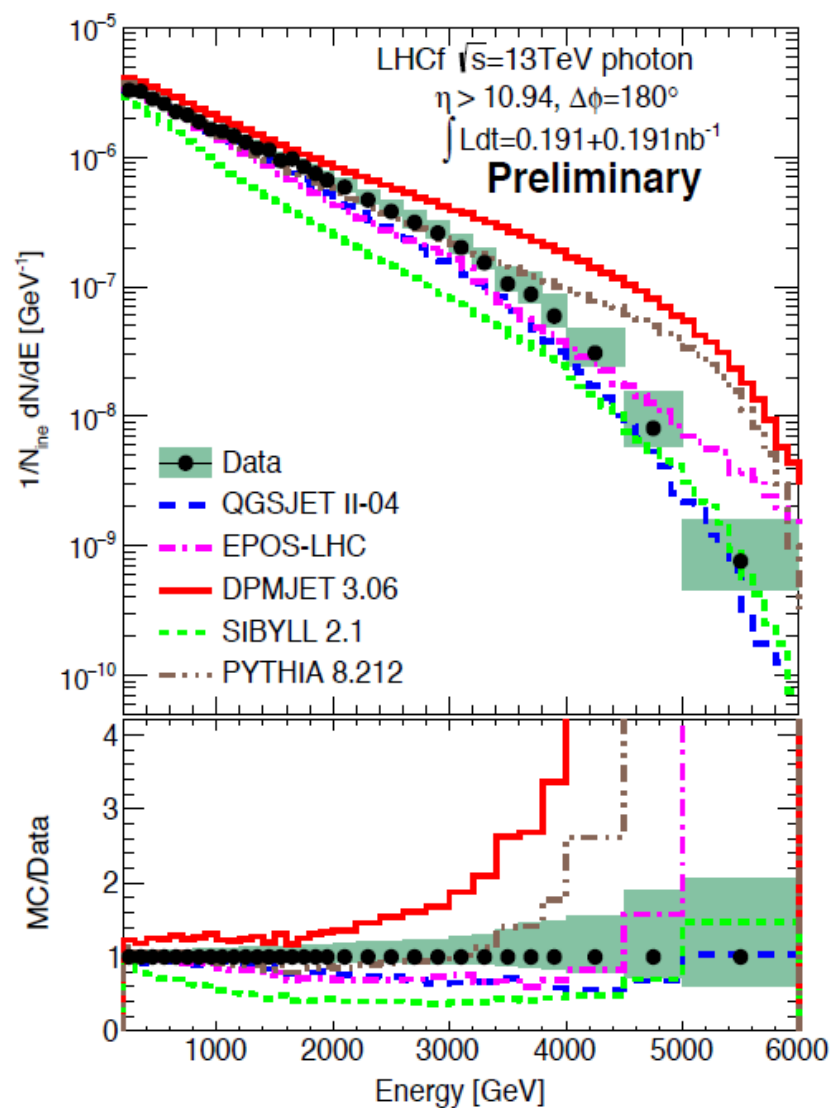 LHCf √s=13TeV photon
η > 10.94, Δϕ=180°
∫ Ldt=0.191+0.191nb⁻¹
Preliminary
10⁻⁵
10⁻⁶
10⁻⁷
10⁻⁸
10⁻⁹
10⁻¹⁰
1/N_ine dN/dE [GeV⁻¹]
Data
QGSJET II-04
EPOS-LHC
DPMJET 3.06
SIBYLL 2.1
PYTHIA 8.212
MC/Data
4
3
2
1
0
1000 2000 3000 4000 5000 6000
Energy [GeV]